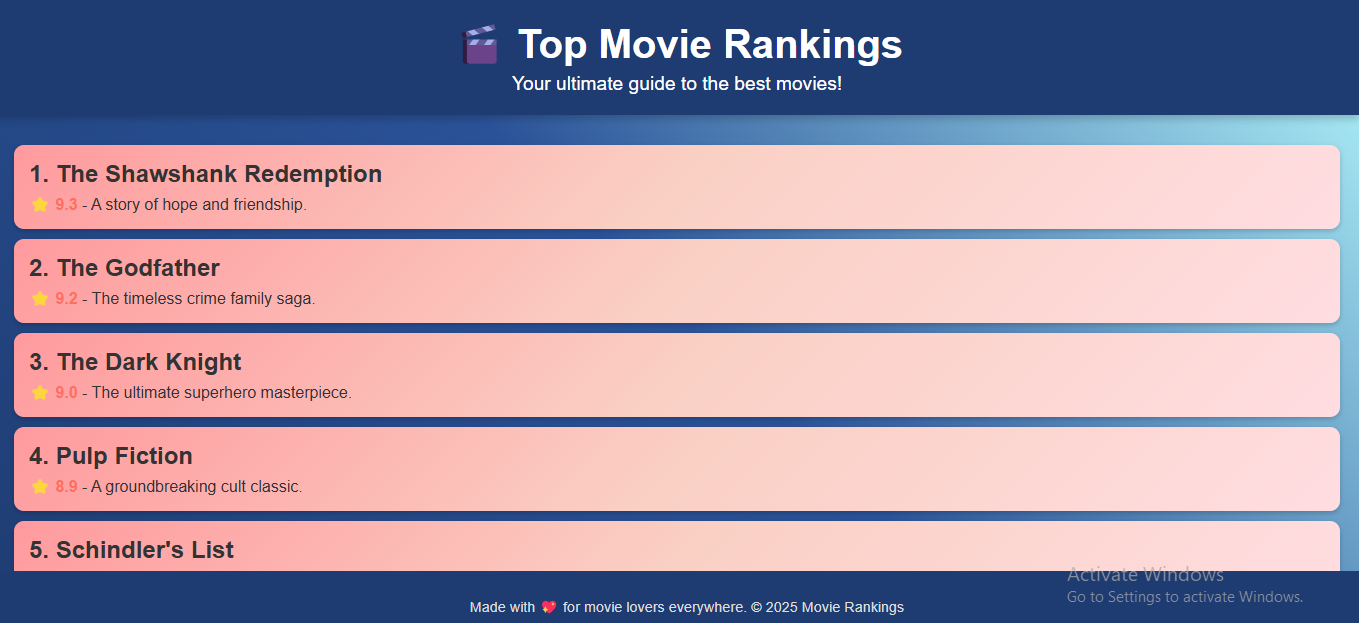 🎬 Top Movie Rankings
Your ultimate guide to the best movies!
1. The Shawshank Redemption
⭐ 9.3 - A story of hope and friendship.
2. The Godfather
⭐ 9.2 - The timeless crime family saga.
3. The Dark Knight
⭐ 9.0 - The ultimate superhero masterpiece.
4. Pulp Fiction
⭐ 8.9 - A groundbreaking cult classic.
5. Schindler's List
Activate Windows
Go to Settings to activate Windows.
Made with 💖 for movie lovers everywhere. © 2025 Movie Rankings